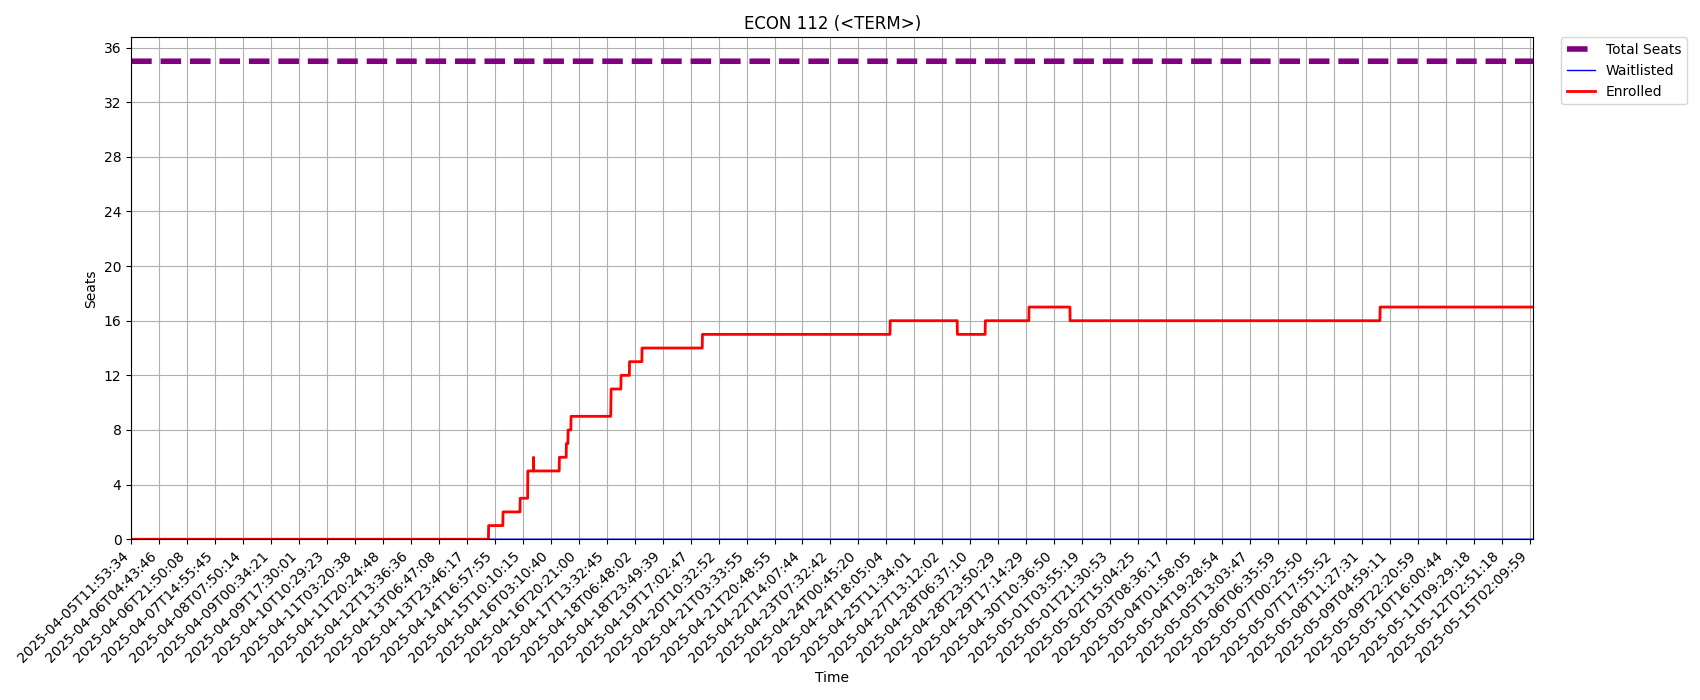 ECON 112 (<TERM>)
Total Seats
Waitlisted
Enrolled
Seats
36
32
28
24
20
16
12
8
4
0
2025-04-05T11:53:34
2025-04-06T04:43:46
2025-04-06T21:50:08
2025-04-07T14:55:45
2025-04-08T07:50:14
2025-04-09T00:34:21
2025-04-09T17:30:01
2025-04-10T10:29:23
2025-04-11T03:20:38
2025-04-11T20:24:48
2025-04-12T13:36:36
2025-04-13T06:47:08
2025-04-13T23:46:17
2025-04-14T16:57:55
2025-04-15T10:10:15
2025-04-16T03:10:40
2025-04-16T20:21:00
2025-04-17T13:32:45
2025-04-18T06:48:02
2025-04-18T23:49:39
2025-04-19T17:02:47
2025-04-20T10:32:52
2025-04-21T03:33:55
2025-04-21T20:48:55
2025-04-22T14:07:44
2025-04-23T07:32:42
2025-04-24T00:45:20
2025-04-24T18:05:04
2025-04-25T11:34:01
2025-04-27T13:12:02
2025-04-28T06:37:10
2025-04-28T23:50:29
2025-04-29T17:14:29
2025-04-30T10:36:50
2025-05-01T03:55:19
2025-05-01T21:30:53
2025-05-02T15:04:25
2025-05-03T08:36:17
2025-05-04T01:58:05
2025-05-04T19:28:54
2025-05-05T13:03:47
2025-05-06T06:35:59
2025-05-07T00:25:50
2025-05-07T17:55:52
2025-05-08T11:27:31
2025-05-09T04:59:11
2025-05-09T22:20:59
2025-05-10T16:00:44
2025-05-11T09:29:18
2025-05-12T02:51:18
2025-05-15T02:09:59
Time